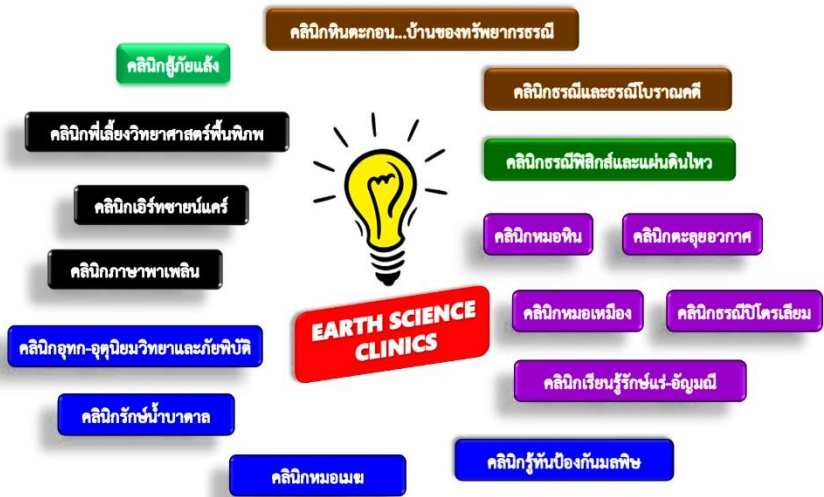 คลินิกหินตะกอน...บ้านของทรัพยากรธรณี
คลินิกสู้ภัยแล้ง
คลินิกธรณีและธรณีโบราณคดี
คลินิกพี่เลี้ยงวิทยาศาสตร์พื้นพิภพ
คลินิกธรณีฟิสิกส์และแผ่นดินไหว
คลินิกเอิร์ทซายน์แคร์
คลินิกหมอหิน
คลินิกตะลุยอวกาศ
คลินิกภาษาพาเพลิน
EARTH SCIENCE
CLINICS
คลินิกหมอเหมือง
คลินิกธรณีปิโตรเลียม
คลินิกอุทก-อุตุนิยมวิทยาและภัยพิบัติ
คลินิกเรียนรู้รักษ์แร่-อัญมณี
คลินิกรักษ์น้ำบาดาล
คลินิกรู้ทันป้องกันมลพิษ
คลินิกหมอเมฆ